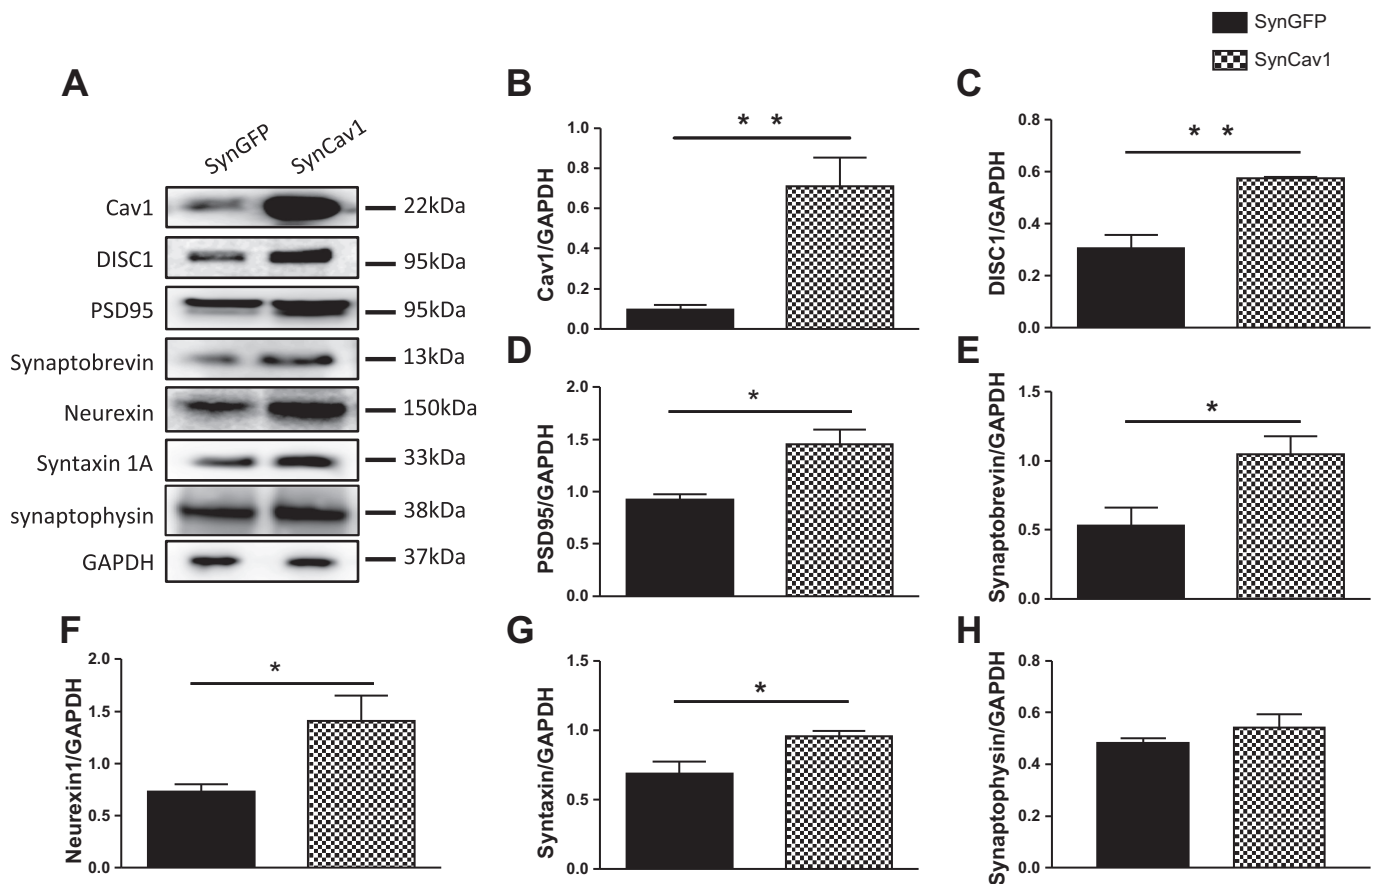 SynGFP
SynCav1
A
SynGFP
SynCav1
Cav1
22kDa
DISC1
95kDa
PSD95
95kDa
Synaptobrevin
13kDa
Neurexin
150kDa
Syntaxin 1A
33kDa
synaptophysin
38kDa
GAPDH
37kDa
B
* *
Cav1/GAPDH
1.0
0.8
0.6
0.4
0.2
0.0
C
* *
DISC1/GAPDH
0.8
0.6
0.4
0.2
0.0
D
*
PSD95/GAPDH
2.0
1.5
1.0
0.5
0.0
E
*
Synaptobrevin/GAPDH
1.5
1.0
0.5
0.0
F
*
Neurexin1/GAPDH
2.0
1.5
1.0
0.5
0.0
G
*
Syntaxin/GAPDH
1.5
1.0
0.5
0.0
H
Synaptophysin/GAPDH
0.8
0.6
0.4
0.2
0.0